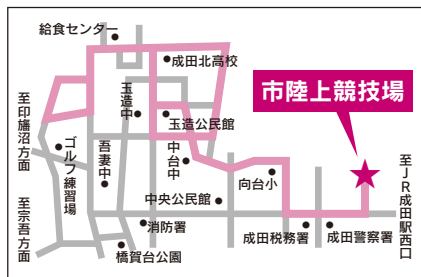 給食センター
成田北高校
市陸上競技場
玉造中
玉造公民館
至印旛沼方面
ゴルフ練習場
吾妻中
中台中
向台小
至JR成田駅西口
中央公民館
至宗吾方面
消防署
成田税務署
成田警察署
橋賀台公園